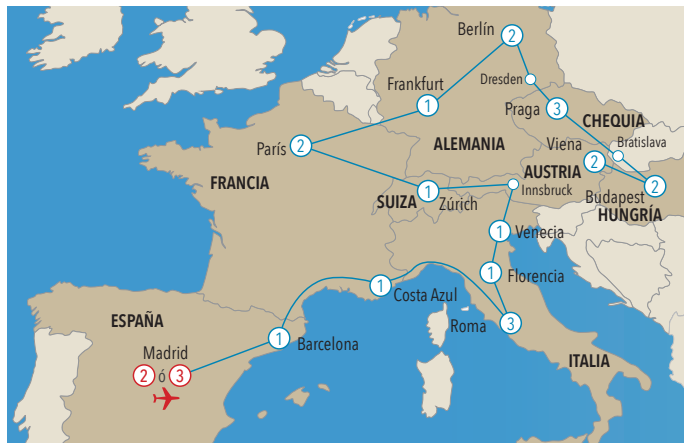 Berlín
2
Dresden
Frankfurt
1
Praga
3
CHEQUIA
París
2
ALEMANIA
Viena
2
Bratislava
FRANCIA
SUIZA
1
Zúrich
AUSTRIA
Innsbruck
Budapest
2
HUNGRÍA
1
Venecia
1
Florencia
1
Costa Azul
Roma
3
ESPAÑA
1
Barcelona
Madrid
2 ó 3
ITALIA